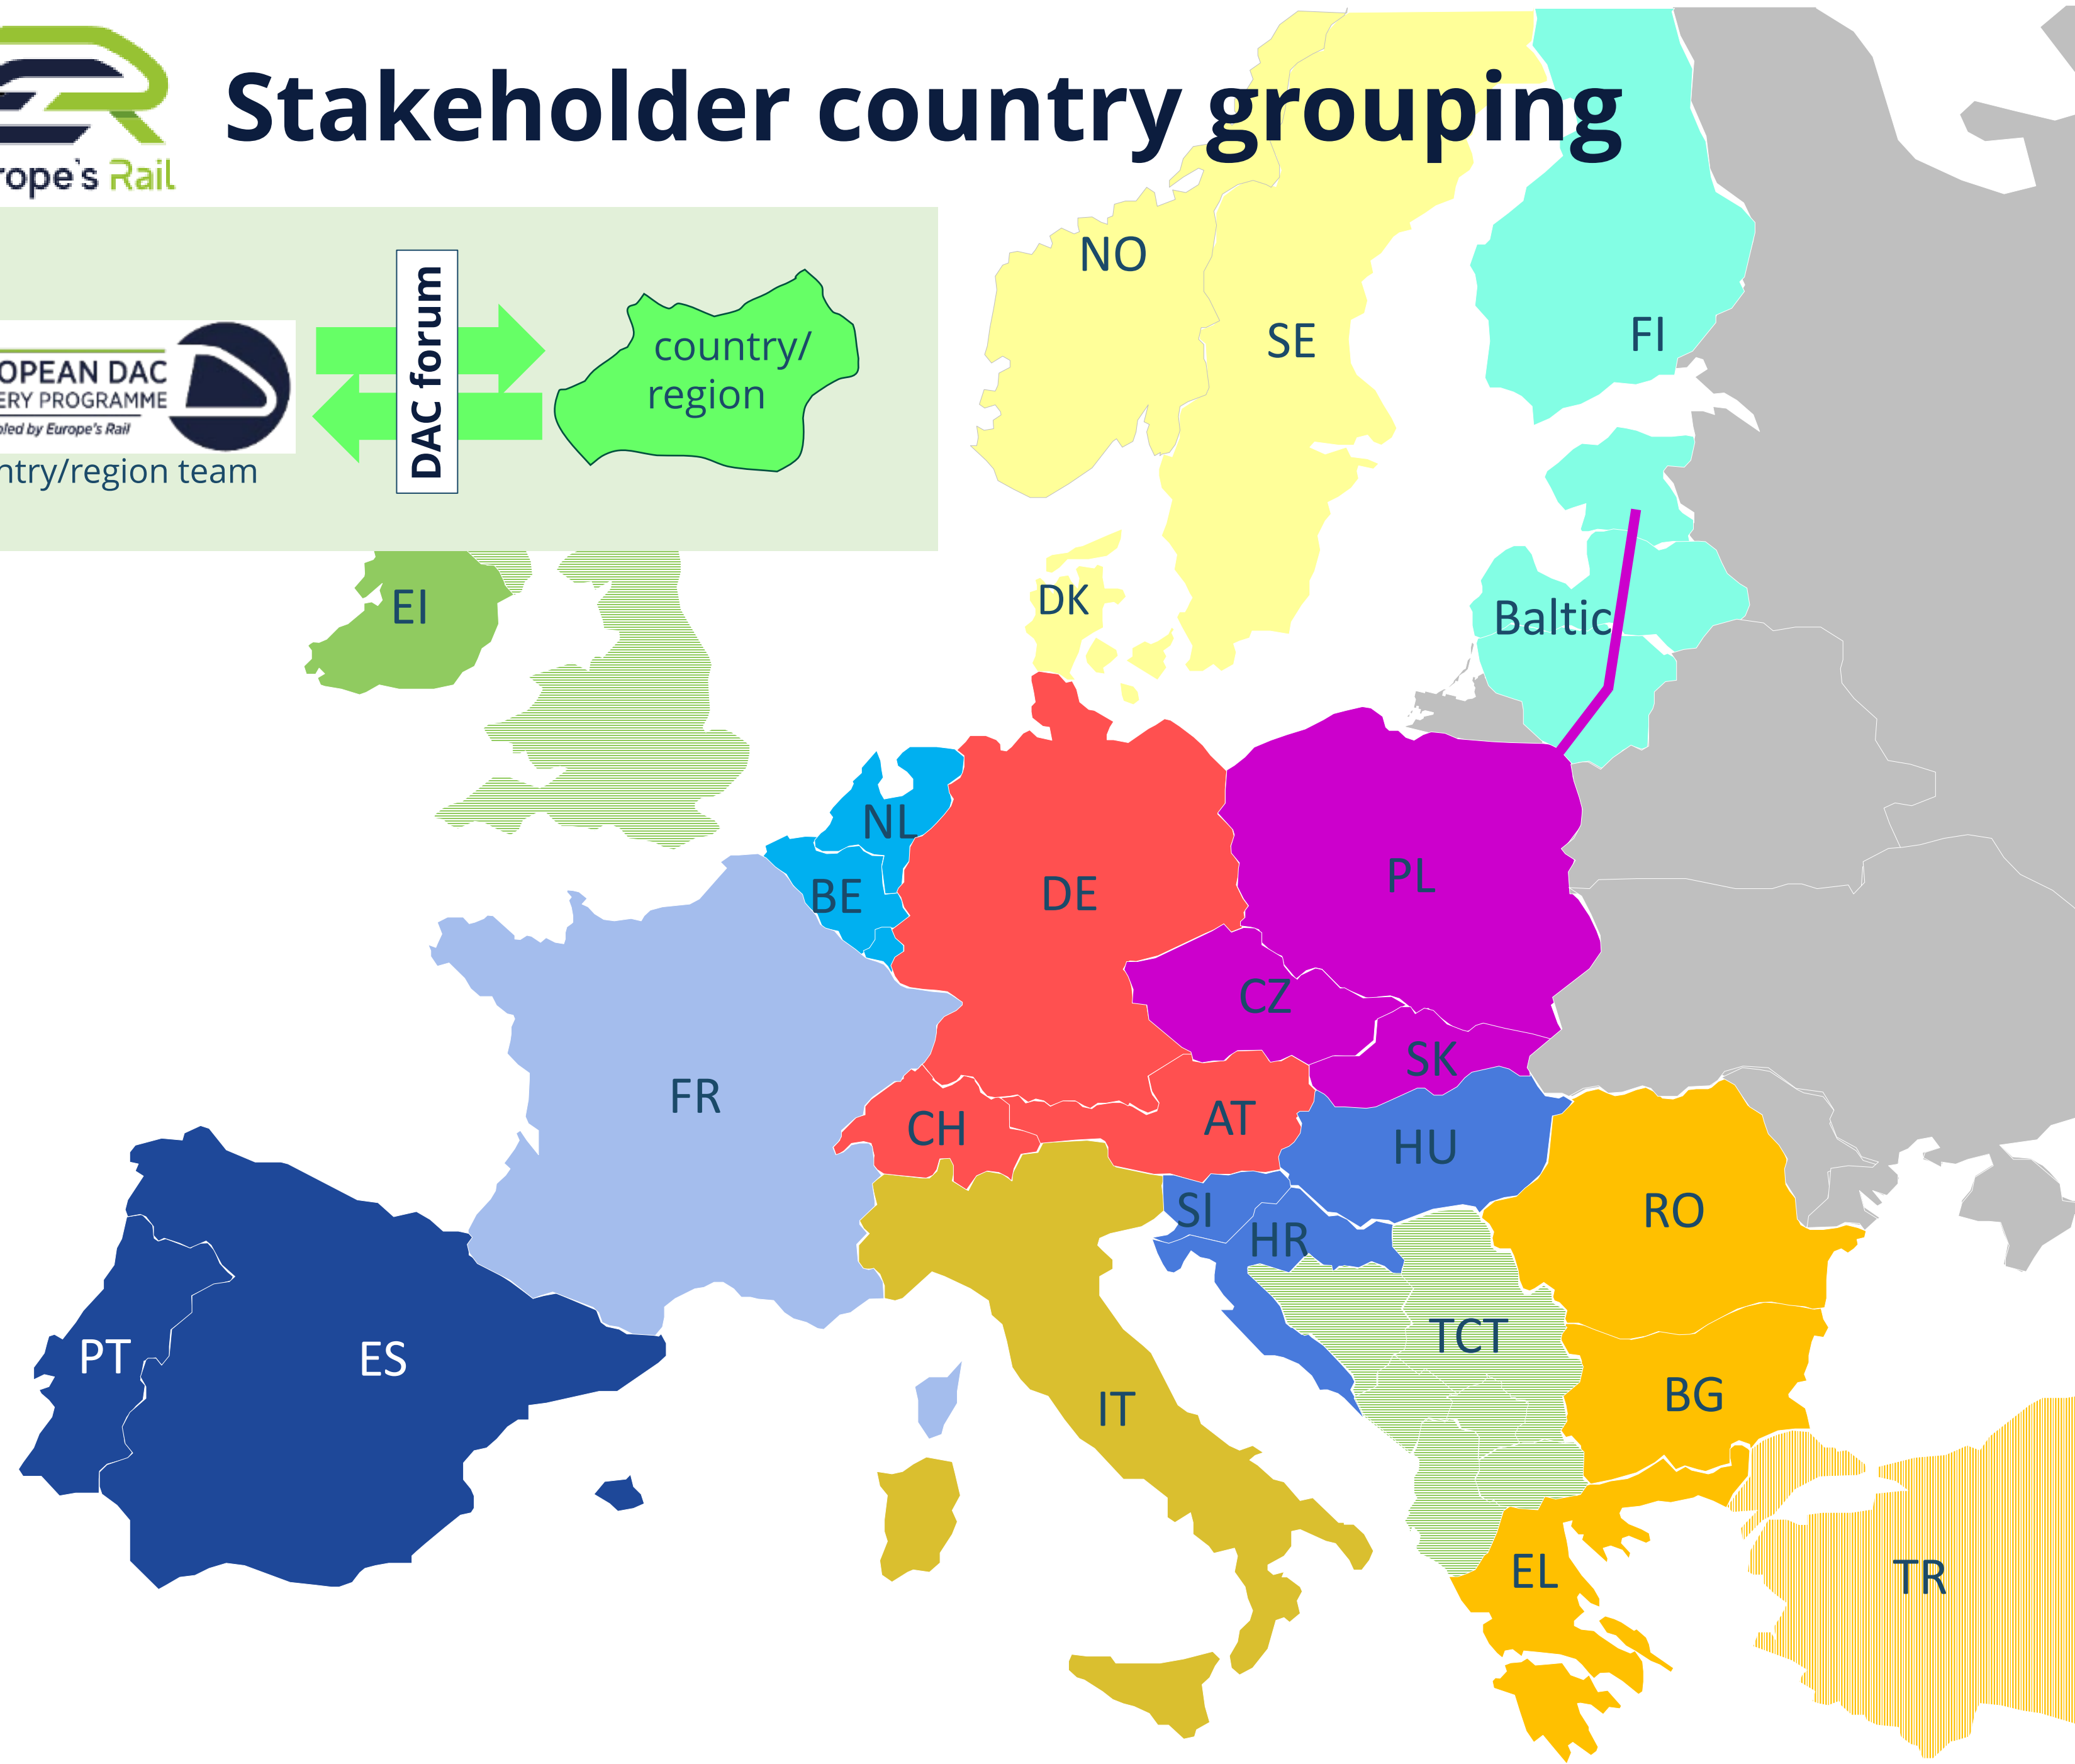 Stakeholder country grouping
rope's Rail
DAC forum
country/
region
OPEAN DAC
ERY PROGRAMME
led by Europe's Rail
ntry/region team
NO
SE
FI
EI
DK
Baltic
NL
BE
DE
PL
CZ
SK
FR
CH
AT
HU
SI
HR
RO
PT
ES
TCT
IT
BG
EL
TR